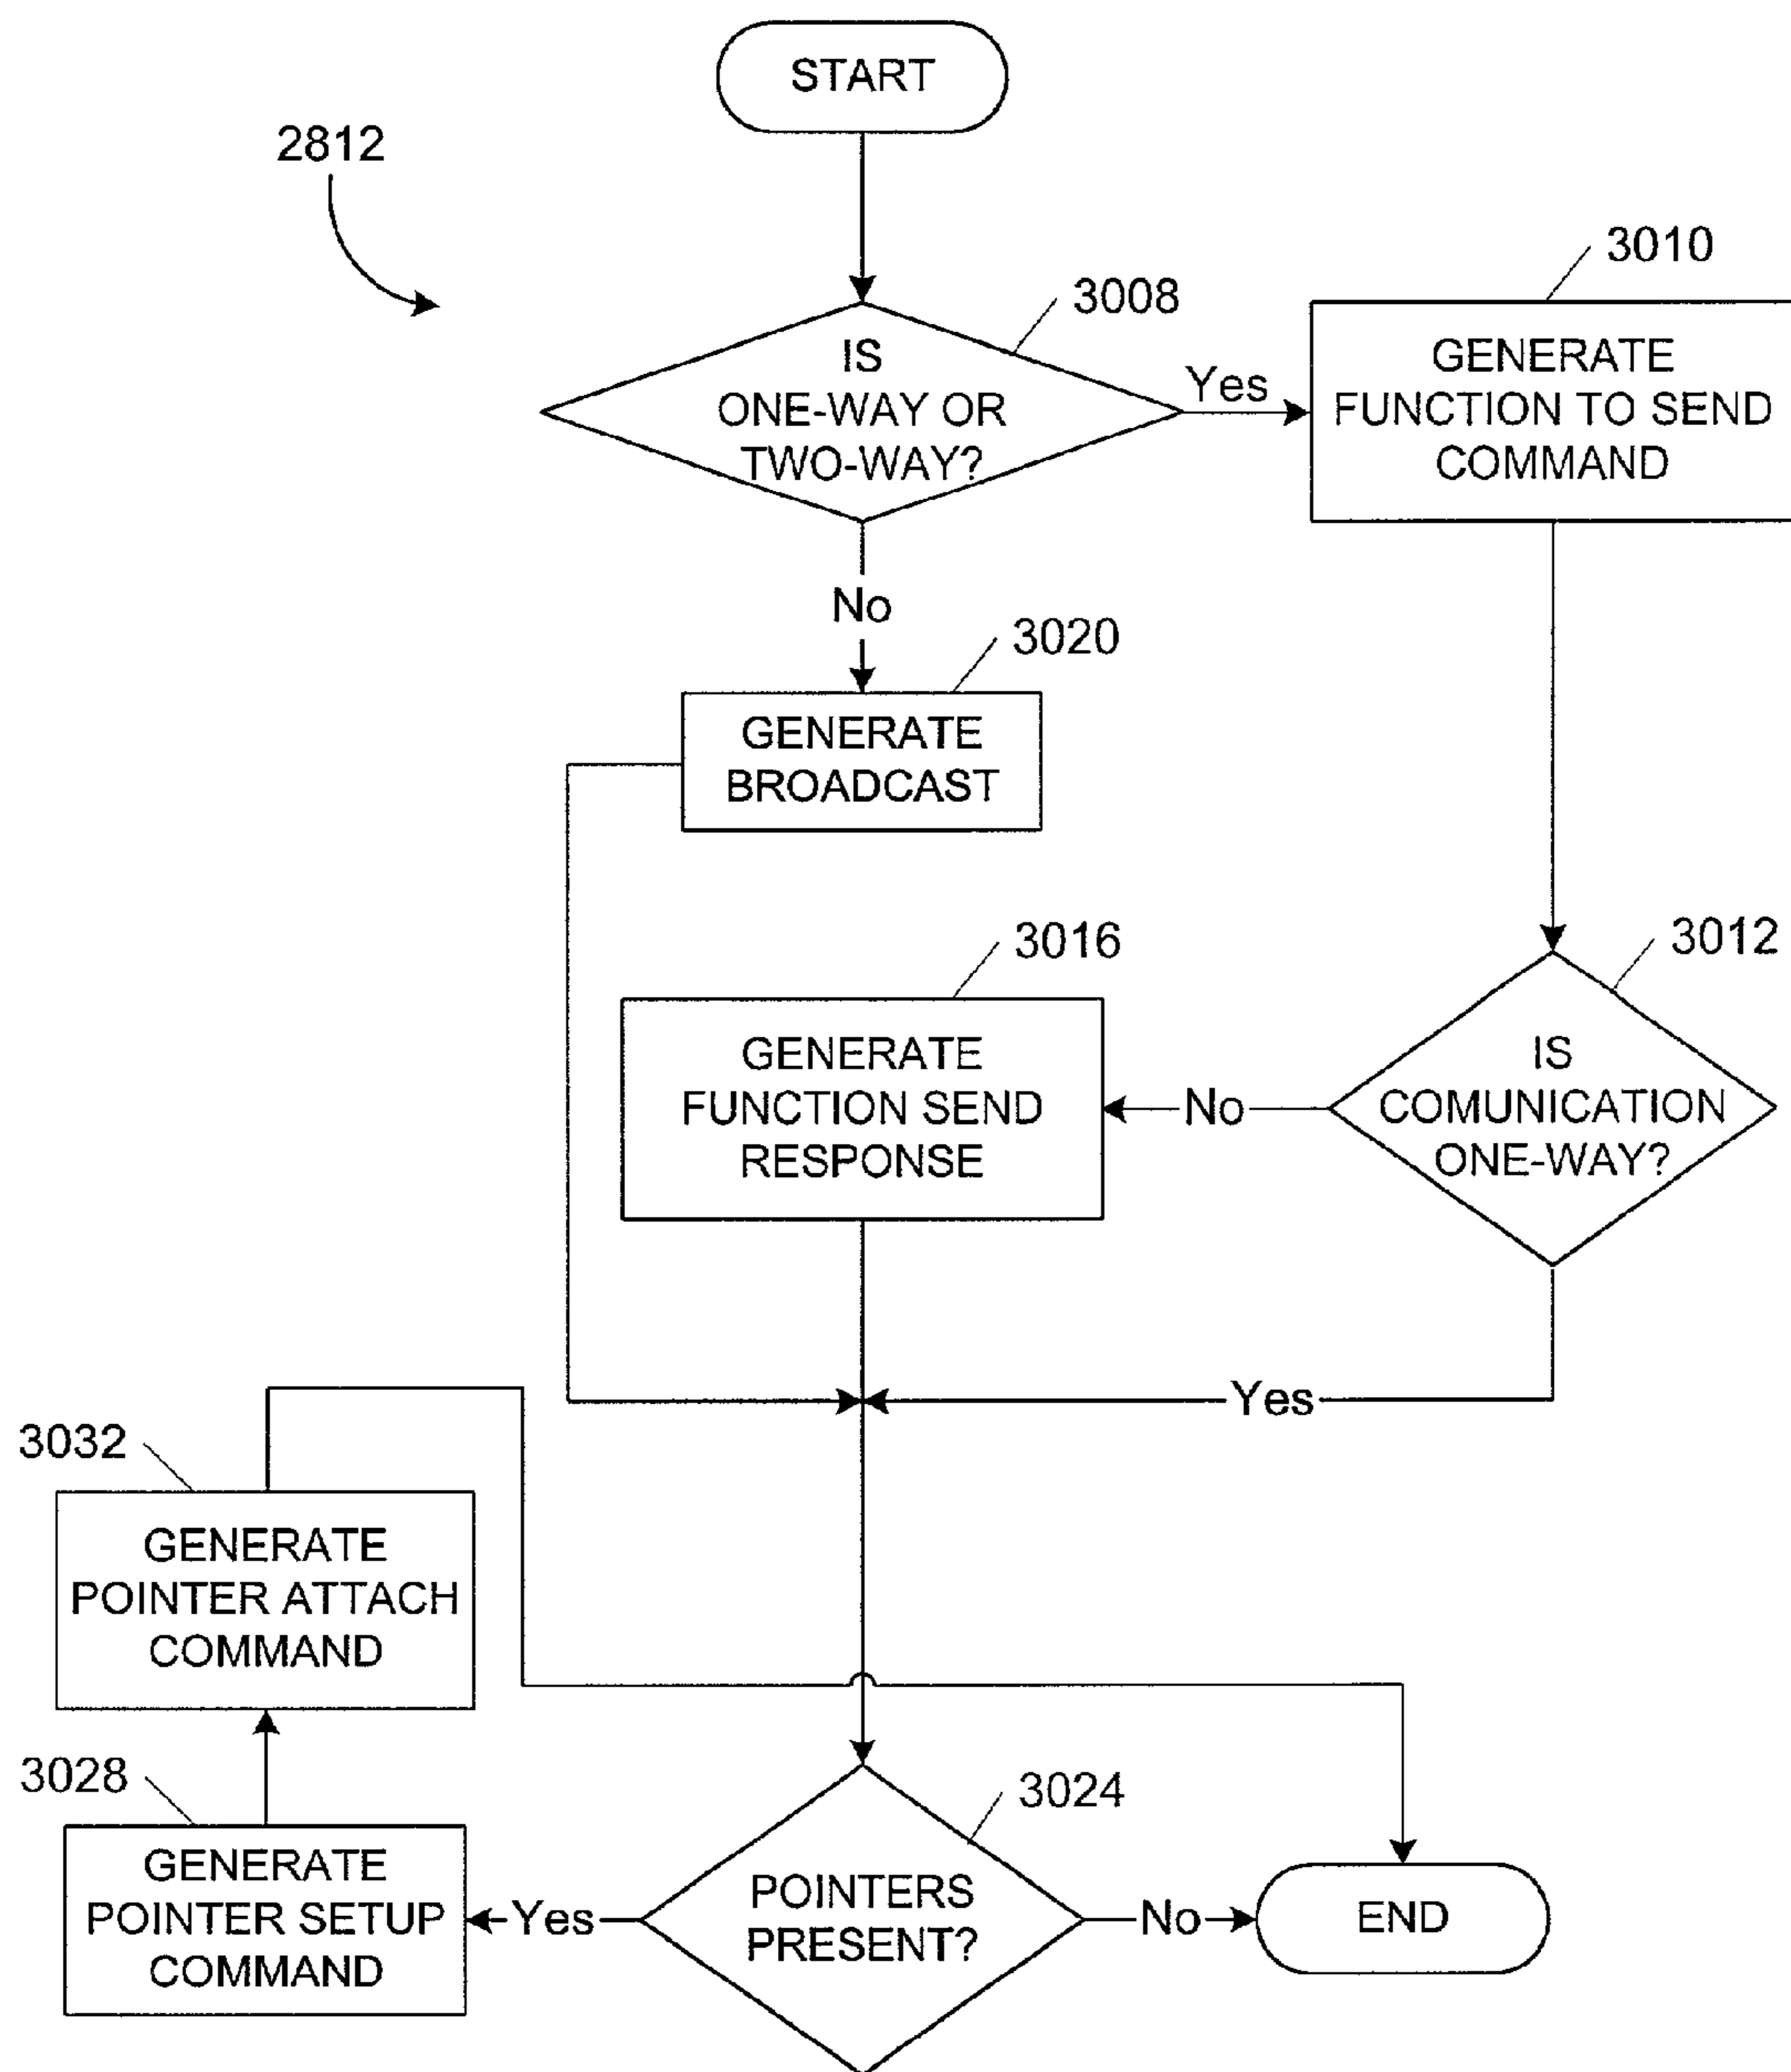 START
2812
3008
IS
ONE-WAY OR
TWO-WAY?
Yes
3010
GENERATE
FUNCTION TO SEND
COMMAND
No
3020
GENERATE
BROADCAST
3012
IS
COMUNICATION
ONE-WAY?
No
3016
GENERATE
FUNCTION SEND
RESPONSE
Yes
3032
GENERATE
POINTER ATTACH
COMMAND
3028
GENERATE
POINTER SETUP
COMMAND
Yes
3024
POINTERS
PRESENT?
No
END